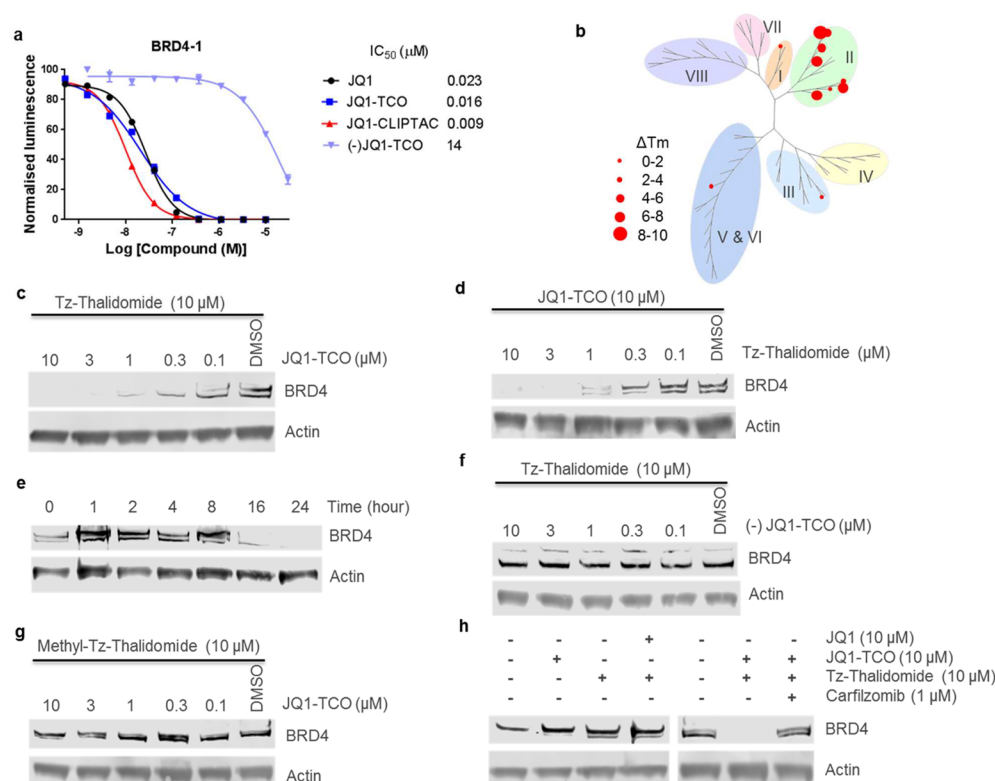 a
BRD4-1
IC50 (µM)
JQ1 0.023
JQ1-TCO 0.016
JQ1-CLIPTAC 0.009
(-)JQ1-TCO 14
Normalised luminescence
100
80
60
40
20
0
-9 -8 -7 -6 -5
Log [Compound (M)]
b
VII
VIII
I
II
III
IV
V & VI
ΔTm
0-2
2-4
4-6
6-8
8-10
c
Tz-Thalidomide (10 µM)
10 3 1 0.3 0.1 DMSO JQ1-TCO (µM)
BRD4
Actin
d
JQ1-TCO (10 µM)
10 3 1 0.3 0.1 DMSO Tz-Thalidomide (µM)
BRD4
Actin
e
0 1 2 4 8 16 24 Time (hour)
BRD4
Actin
f
Tz-Thalidomide (10 µM)
10 3 1 0.3 0.1 DMSO (-) JQ1-TCO (µM)
BRD4
Actin
g
Methyl-Tz-Thalidomide (10 µM)
10 3 1 0.3 0.1 DMSO JQ1-TCO (µM)
BRD4
Actin
h
- - - + - - - JQ1 (10 µM)
- + - - - + + JQ1-TCO (10 µM)
- - + + - + + Tz-Thalidomide (10 µM)
- - - - - - + Carfilzomib (1 µM)
BRD4
Actin